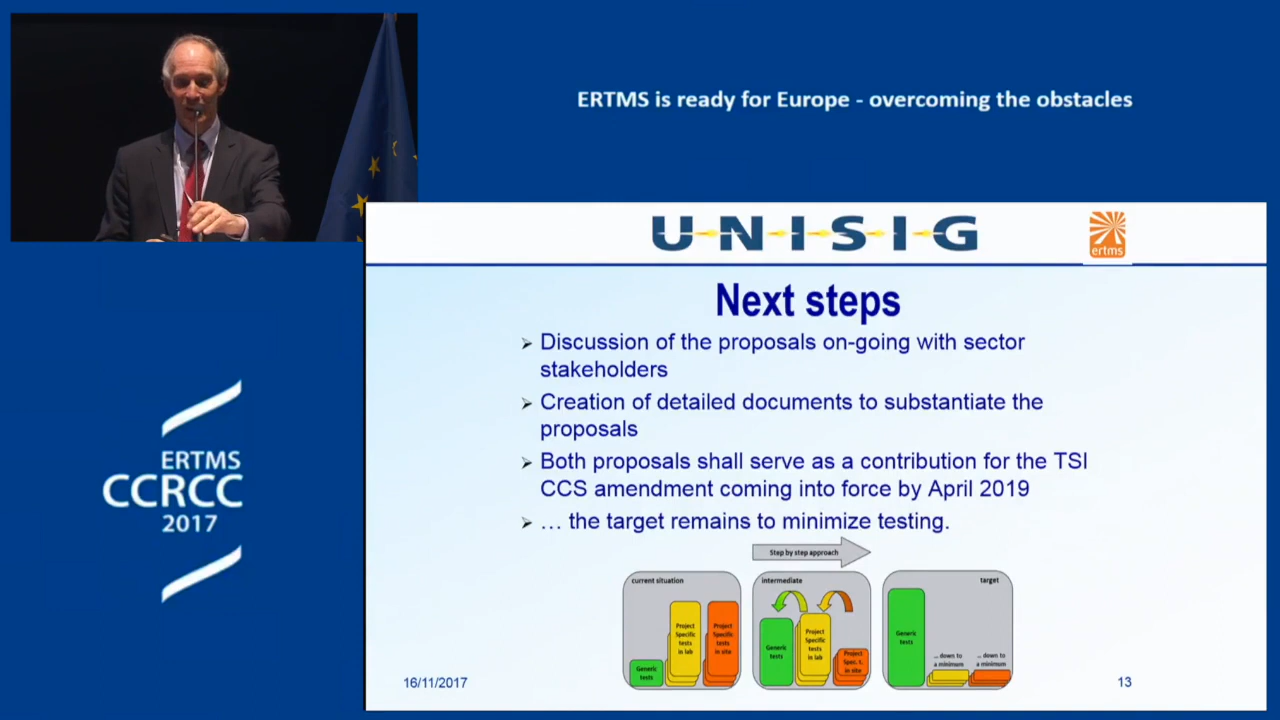 ERTMS is ready for Europe - overcoming the obstacles
UNISIG
ertms
Next steps
Discussion of the proposals on-going with sector
stakeholders
Creation of detailed documents to substantiate the
proposals
Both proposals shall serve as a contribution for the TSI
CCS amendment coming into force by April 2019
… the target remains to minimize testing.
Step by step approach
current situation
Generic
tests
Project
Specific
tests
in lab
Project
Specific
tests
in site
intermediate
Generic
tests
Project
Specific
tests
in lab
Project
Spec. t.
in site
target
Generic
tests
... down to
a minimum
... down to
a minimum
16/11/2017
13
ERTMS
CCRCC
2017